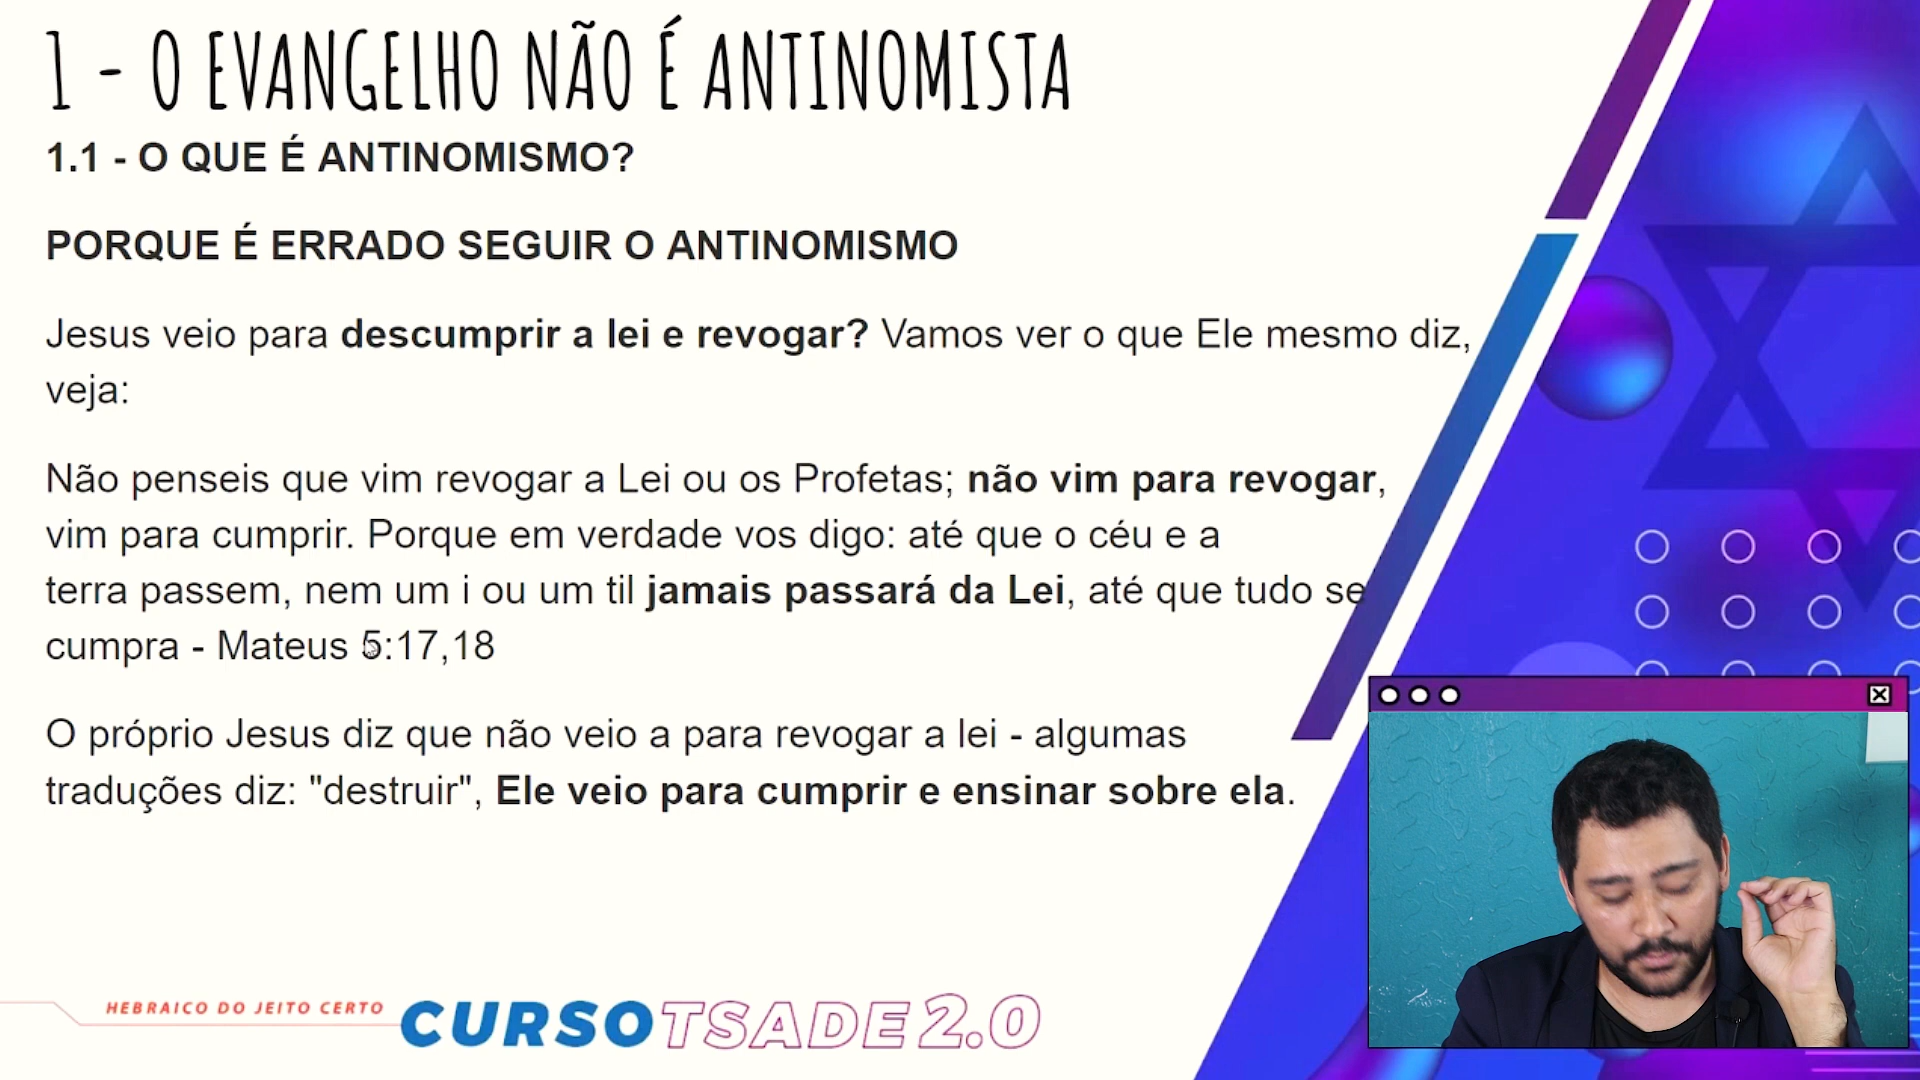 1 - O EVANGELHO NÃO É ANTINOMISTA
1.1 - O QUE É ANTINOMISMO?
PORQUE É ERRADO SEGUIR O ANTINOMISMO
Jesus veio para descumprir a lei e revogar? Vamos ver o que Ele mesmo diz,
veja:
Não penseis que vim revogar a Lei ou os Profetas; não vim para revogar,
vim para cumprir. Porque em verdade vos digo: até que o céu e a
terra passem, nem um i ou um til jamais passará da Lei, até que tudo se
cumpra - Mateus 5:17,18
O próprio Jesus diz que não veio a para revogar a lei - algumas
traduções diz: "destruir", Ele veio para cumprir e ensinar sobre ela.
HEBRAICO DO JEITO CERTO
CURSO TSADE 2.0